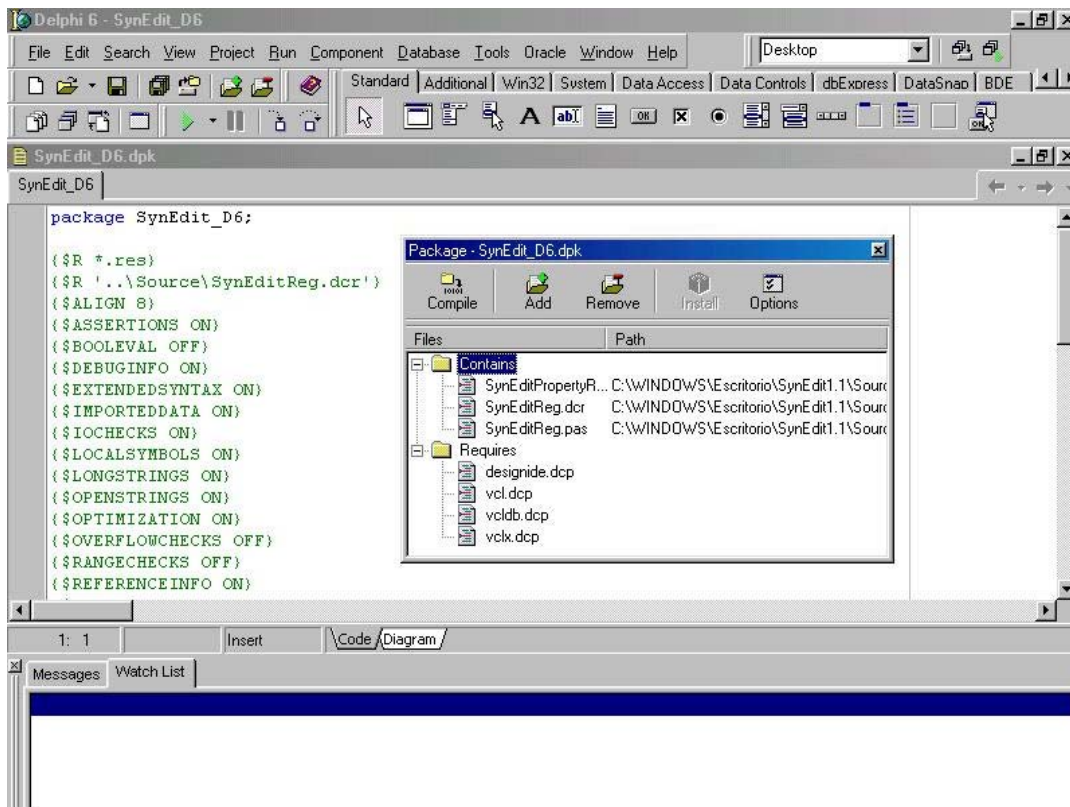 Delphi 6 - SynEdit_D6
File Edit Search View Project Run Component Database Tools Oracle Window Help
Desktop
Standard Additional Win32 System Data Access Data Controls dbExpress DataSnap BDE
SynEdit_D6.dpk
SynEdit_D6
package SynEdit_D6;
{$R *.res}
{$R '..\Source\SynEditReg.dcr'}
{$ALIGN 8}
{$ASSERTIONS ON}
{$BOOLEVAL OFF}
{$DEBUGINFO ON}
{$EXTENDEDSYNTAX ON}
{$IMPORTEDDATA ON}
{$IOCHECKS ON}
{$LOCALSYMBOLS ON}
{$LONGSTRINGS ON}
{$OPENSTRINGS ON}
{$OPTIMIZATION ON}
{$OVERFLOWCHECKS OFF}
{$RANGECHECKS OFF}
{$REFERENCEINFO ON}
Package - SynEdit_D6.dpk
Compile Add Remove Install Options
Files Path
Contains
SynEditPropertyR... C:\WINDOWS\Escritorio\SynEdit1.1\Sour
SynEditReg.dcr C:\WINDOWS\Escritorio\SynEdit1.1\Sour
SynEditReg.pas C:\WINDOWS\Escritorio\SynEdit1.1\Sour
Requires
designide.dcp
vcl.dcp
vcldb.dcp
vclx.dcp
1: 1 Insert Code Diagram
Messages Watch List